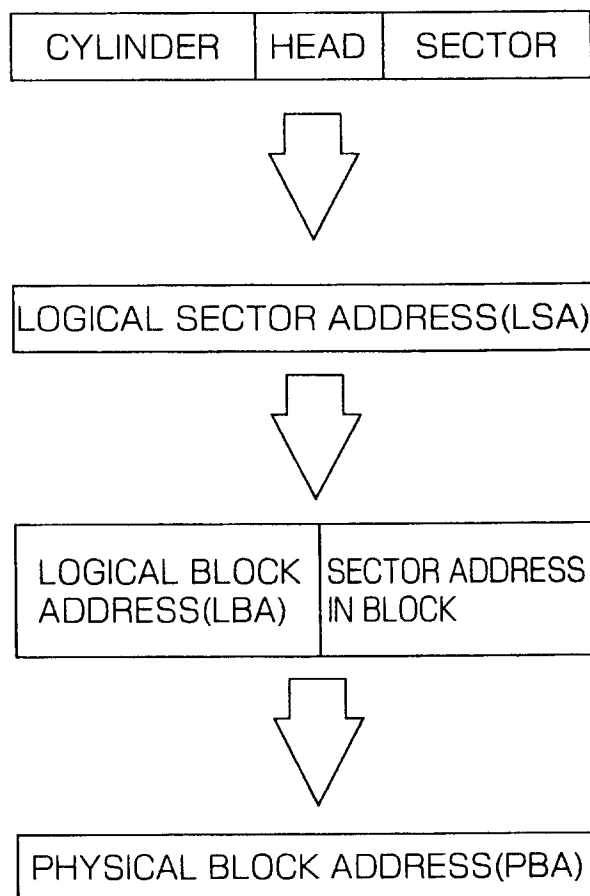 CYLINDER HEAD SECTOR
LOGICAL SECTOR ADDRESS(LSA)
LOGICAL BLOCK
ADDRESS(LBA)
SECTOR ADDRESS
IN BLOCK
PHYSICAL BLOCK ADDRESS(PBA)